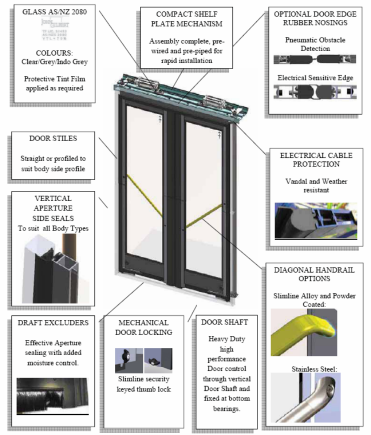 GLASS AS/NZ 2080
COLOURS:
Clear/Grey/Indo Grey
Protective Tint Film
applied as required
COMPACT SHELF
PLATE MECHANISM
Assembly complete, pre-
wired and pre-piped for
rapid installation
OPTIONAL DOOR EDGE
RUBBER NOSINGS
Pneumatic Obstacle
Detection
Electrical Sensitive Edge
DOOR STILES
Straight or profiled to
suit body side profile
ELECTRICAL CABLE
PROTECTION
Vandal and Weather
resistant
VERTICAL
APERTURE
SIDE SEALS
To suit all Body Types
DIAGONAL HANDRAIL
OPTIONS
Slimline Alloy and Powder
Coated:
Stainless Steel:
DRAFT EXCLUDERS
Effective Aperture
sealing with added
moisture control.
MECHANICAL
DOOR LOCKING
Slimline security
keyed thumb lock
DOOR SHAFT
Heavy Duty
high
performance
Door control
through vertical
Door Shaft and
fixed at bottom
bearings.